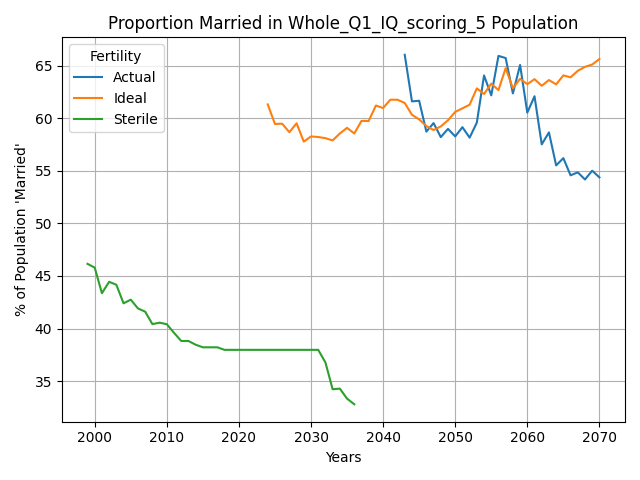 Proportion Married in Whole_Q1_IQ_scoring_5 Population
Fertility
Actual
Ideal
Sterile
% of Population 'Married'
65
60
55
50
45
40
35
2000
2010
2020
2030
2040
2050
2060
2070
Years